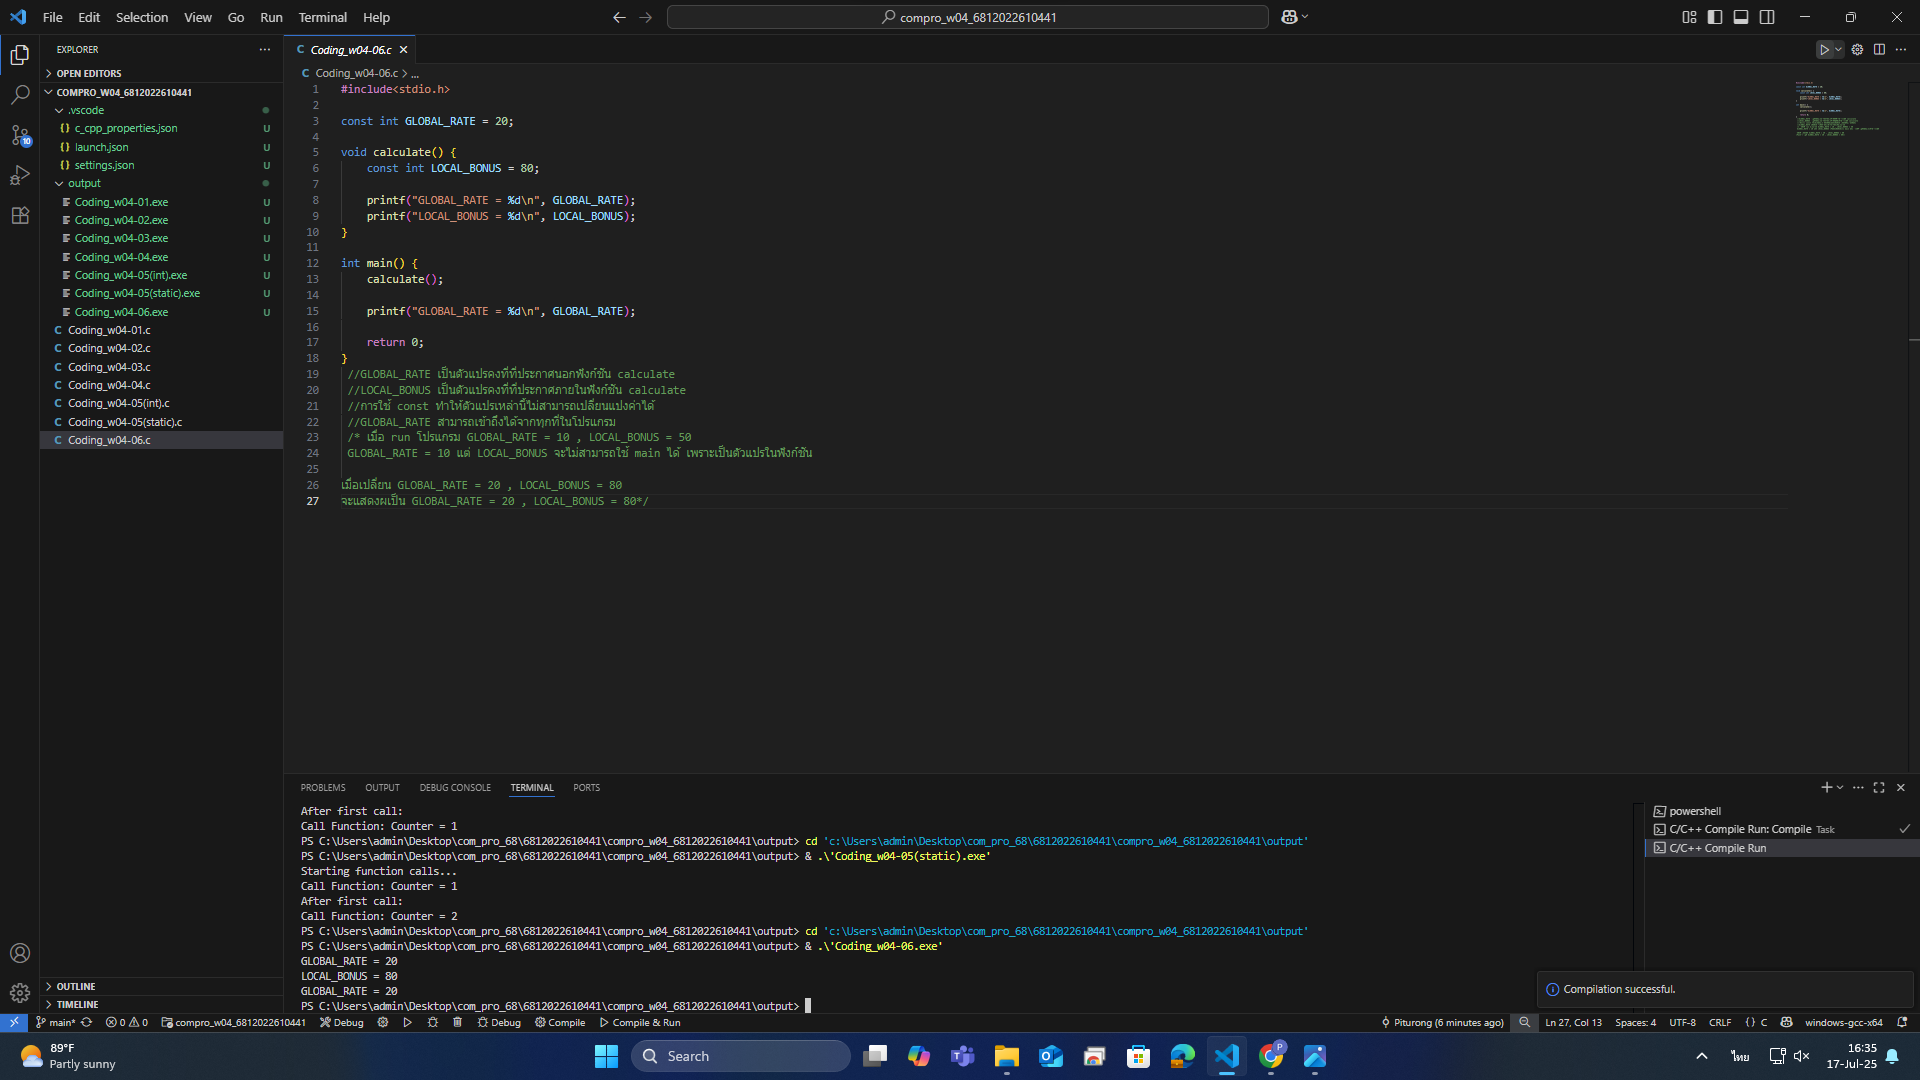 File Edit Selection View Go Run Terminal Help
compro_w04_6812022610441
EXPLORER
OPEN EDITORS
COMPRO_W04_6812022610441
.vscode
c_cpp_properties.json U
launch.json U
settings.json U
output
Coding_w04-01.exe U
Coding_w04-02.exe U
Coding_w04-03.exe U
Coding_w04-04.exe U
Coding_w04-05(int).exe U
Coding_w04-05(static).exe U
Coding_w04-06.exe U
C Coding_w04-01.c
C Coding_w04-02.c
C Coding_w04-03.c
C Coding_w04-04.c
C Coding_w04-05(int).c
C Coding_w04-05(static).c
C Coding_w04-06.c
OUTLINE
TIMELINE
C Coding_w04-06.c
C Coding_w04-06.c > ...
1 #include<stdio.h>
2
3 const int GLOBAL_RATE = 20;
4
5 void calculate() {
6 const int LOCAL_BONUS = 80;
7
8 printf("GLOBAL_RATE = %d\n", GLOBAL_RATE);
9 printf("LOCAL_BONUS = %d\n", LOCAL_BONUS);
10 }
11
12 int main() {
13 calculate();
14
15 printf("GLOBAL_RATE = %d\n", GLOBAL_RATE);
16
17 return 0;
18 }
19 //GLOBAL_RATE เป็นตัวแปรคงที่ที่ประกาศนอกฟังก์ชัน calculate
20 //LOCAL_BONUS เป็นตัวแปรคงที่ที่ประกาศภายในฟังก์ชัน calculate
21 //การใช้ const ทำให้ตัวแปรเหล่านี้ไม่สามารถเปลี่ยนแปงค่าได้
22 //GLOBAL_RATE สามารถเข้าถึงได้จากทุกที่ในโปรแกรม
23 /* เมื่อ run โปรแกรม GLOBAL_RATE = 10 , LOCAL_BONUS = 50
24 GLOBAL_RATE = 10 แต่ LOCAL_BONUS จะไม่สามารถใช้ main ได้ เพราะเป็นตัวแปรในฟังก์ชัน
25
26 เมื่อเปลี่ยน GLOBAL_RATE = 20 , LOCAL_BONUS = 80
27 จะแสดงผเป็น GLOBAL_RATE = 20 , LOCAL_BONUS = 80*/
PROBLEMS OUTPUT DEBUG CONSOLE TERMINAL PORTS
After first call:
Call Function: Counter = 1
PS C:\Users\admin\Desktop\com_pro_68\6812022610441\compro_w04_6812022610441\output> cd 'c:\Users\admin\Desktop\com_pro_68\6812022610441\compro_w04_6812022610441\output'
PS C:\Users\admin\Desktop\com_pro_68\6812022610441\compro_w04_6812022610441\output> & .\'Coding_w04-05(static).exe'
Starting function calls...
Call Function: Counter = 1
After first call:
Call Function: Counter = 2
PS C:\Users\admin\Desktop\com_pro_68\6812022610441\compro_w04_6812022610441\output> cd 'c:\Users\admin\Desktop\com_pro_68\6812022610441\compro_w04_6812022610441\output'
PS C:\Users\admin\Desktop\com_pro_68\6812022610441\compro_w04_6812022610441\output> & .\'Coding_w04-06.exe'
GLOBAL_RATE = 20
LOCAL_BONUS = 80
GLOBAL_RATE = 20
PS C:\Users\admin\Desktop\com_pro_68\6812022610441\compro_w04_6812022610441\output>
powershell
C/C++ Compile Run: Compile Task
C/C++ Compile Run
Compilation successful.
main* 0 0 compro_w04_6812022610441 Debug Debug Compile Compile & Run
Piturong (6 minutes ago) Ln 27, Col 13 Spaces: 4 UTF-8 CRLF {} C windows-gcc-x64
89°F
Partly sunny
Search
ไทย
16:35
17-Jul-25